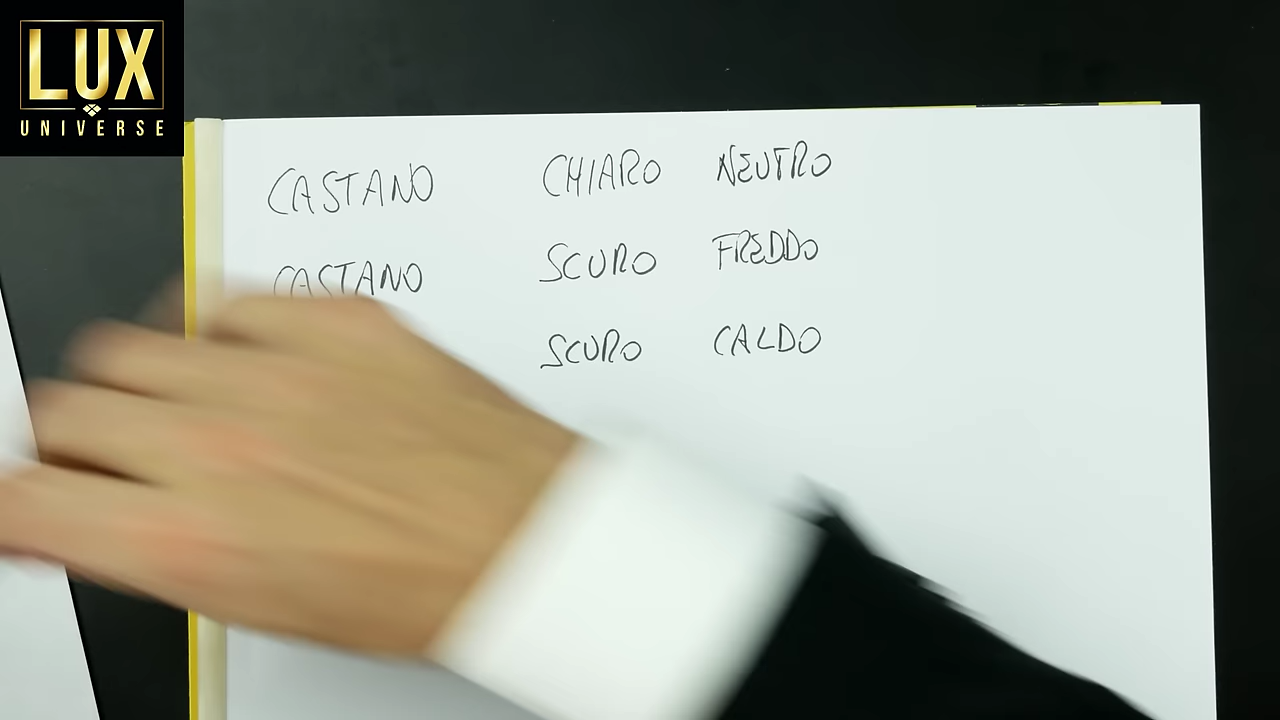 LUX
UNIVERSE
CASTANO CHIARO NEUTRO
CASTANO SCURO FREDDO
SCURO CALDO